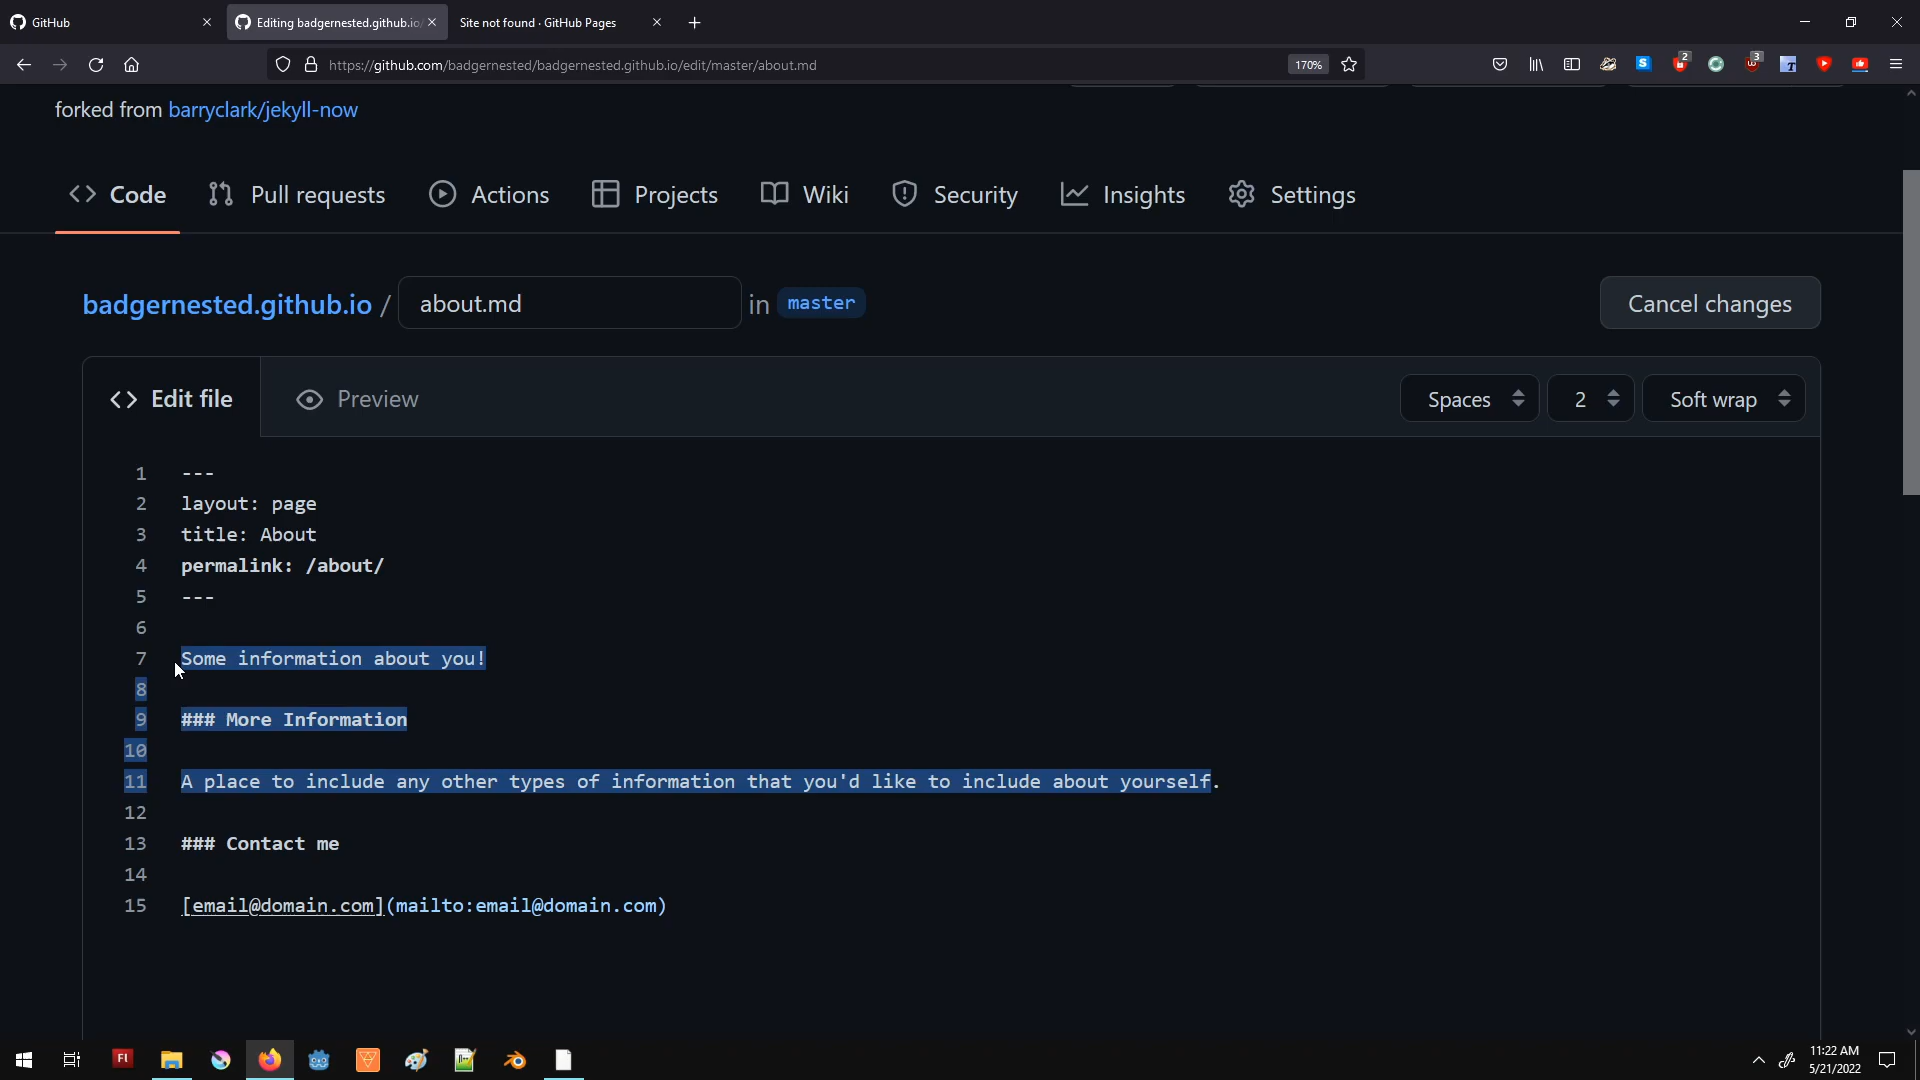 GitHub
Editing badgernested.github.io/
Site not found · GitHub Pages
https://github.com/badgernested/badgernested.github.io/edit/master/about.md
170%
2
S
3
T
forked from barryclark/jekyll-now
Code
Pull requests
Actions
Projects
Wiki
Security
Insights
Settings
badgernested.github.io / about.md in master
Cancel changes
Edit file
Preview
Spaces
2
Soft wrap
1 ---
2 layout: page
3 title: About
4 permalink: /about/
5 ---
6
7 Some information about you!
8
9 ### More Information
10
11 A place to include any other types of information that you'd like to include about yourself.
12
13 ### Contact me
14
15 [email@domain.com](mailto:email@domain.com)
Fl
11:22 AM
5/21/2022